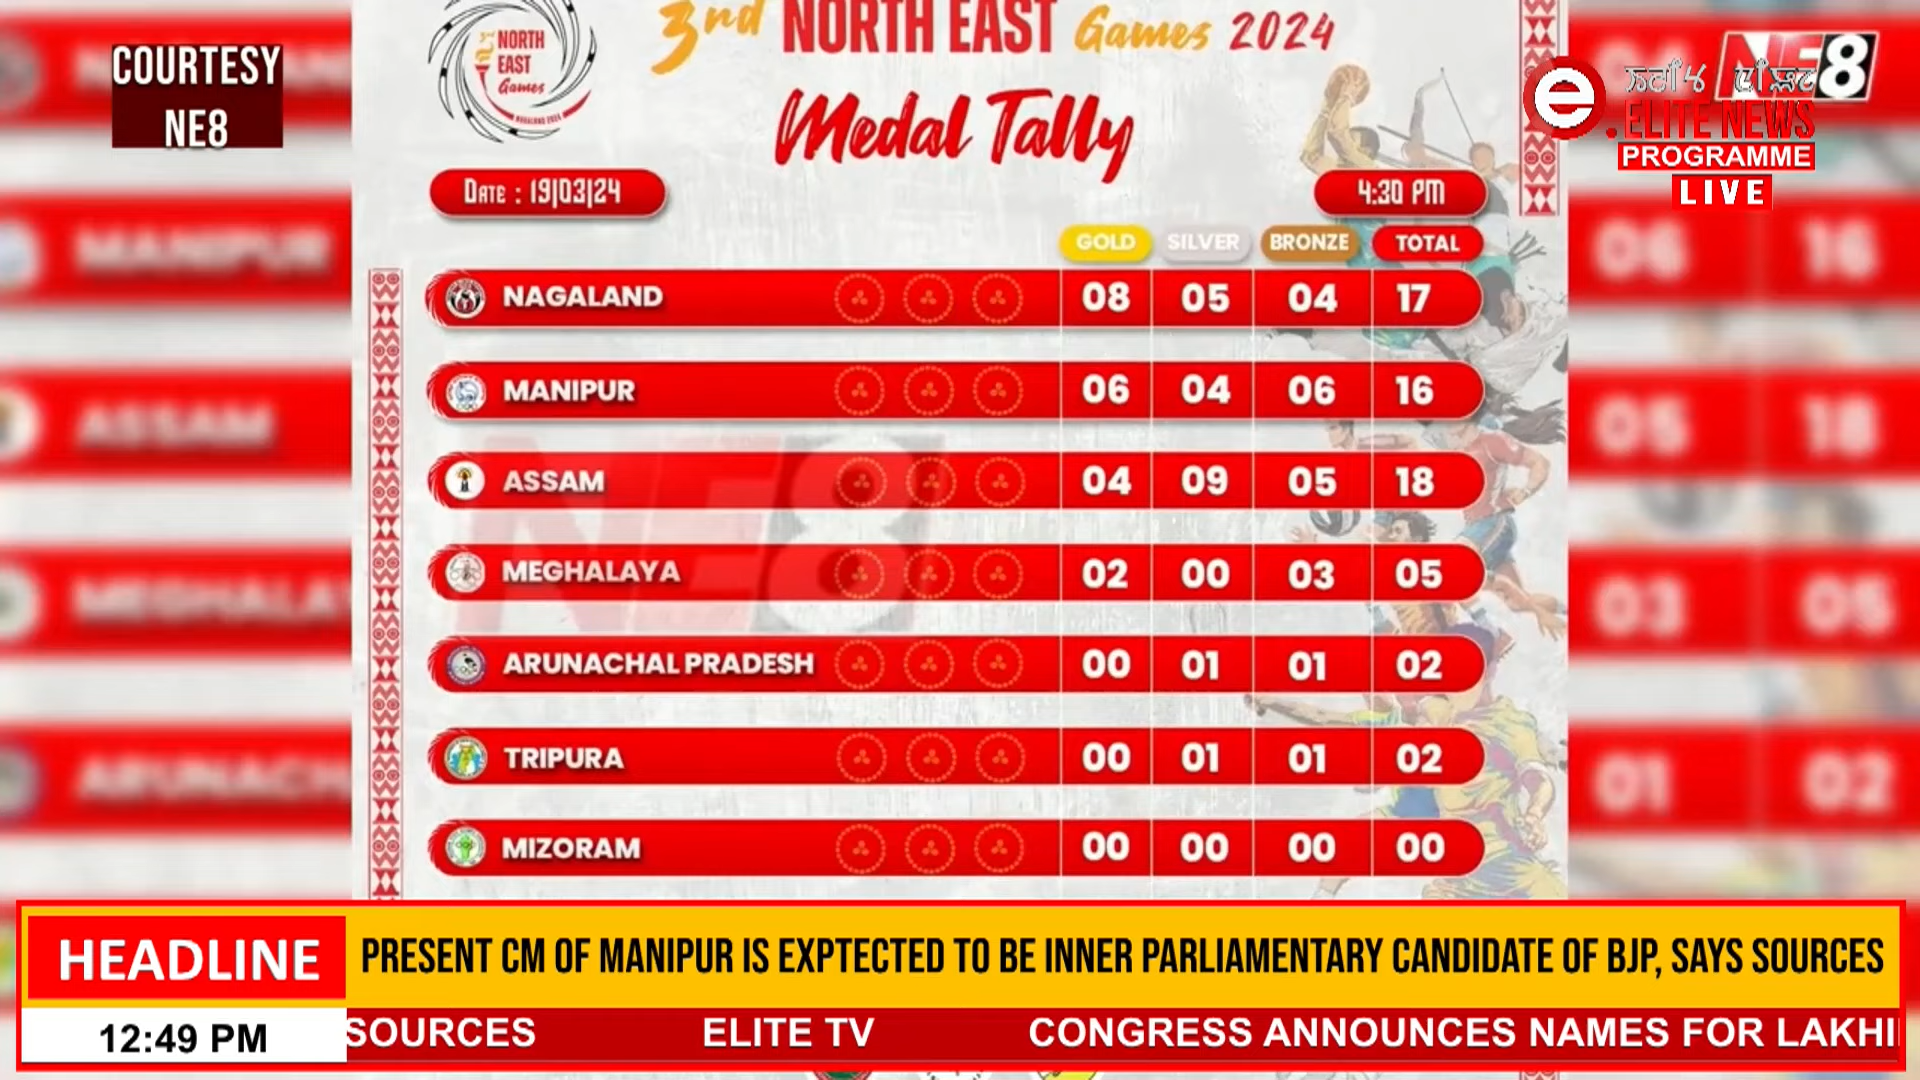 COURTESY
NE8
NORTH
EAST
Games
3rd NORTH EAST Games 2024
Medal Tally
NE8
e
ELITE NEWS
PROGRAMME
LIVE
DATE : 19|03|24
4:30 PM
GOLD SILVER BRONZE TOTAL
NAGALAND 08 05 04 17
MANIPUR 06 04 06 16
ASSAM 04 09 05 18
NE8
MEGHALAYA 02 00 03 05
ARUNACHAL PRADESH 00 01 01 02
TRIPURA 00 01 01 02
MIZORAM 00 00 00 00
HEADLINE
PRESENT CM OF MANIPUR IS EXPTECTED TO BE INNER PARLIAMENTARY CANDIDATE OF BJP, SAYS SOURCES
12:49 PM
SOURCES ELITE TV CONGRESS ANNOUNCES NAMES FOR LAKHI